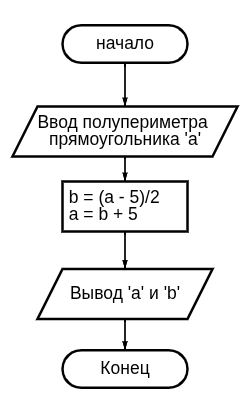 начало
Ввод полупериметра
прямоугольника 'a'
b = (a - 5)/2
a = b + 5
Вывод 'a' и 'b'
Конец